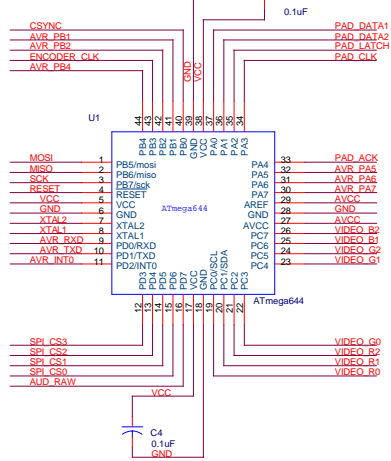 0.1uF
CSYNC
AVR_PB1
AVR_PB2
ENCODER_CLK
AVR_PB4
GND
VCC
PAD_DATA1
PAD_DATA2
PAD_LATCH
PAD_CLK
U1
44 43 42 41 40 39 38 37 36 35 34
PB4 PB3 PB2 PB1 PB0 GND VCC PA0 PA1 PA2 PA3
MOSI 1 PB5/mosi
MISO 2 PB6/miso
SCK 3 PB7/sck
RESET 4 RESET
VCC 5 VCC
GND 6 GND
XTAL2 7 XTAL2
XTAL1 8 XTAL1
AVR_RXD 9 PD0/RXD
AVR_TXD 10 PD1/TXD
AVR_INT0 11 PD2/INT0
ATmega644
PA4 33 PAD_ACK
PA5 32 AVR_PA5
PA6 31 AVR_PA6
PA7 30 AVR_PA7
AREF 29 AVCC
GND 28 GND
AVCC 27 AVCC
PC7 26 VIDEO_B2
PC6 25 VIDEO_B1
PC5 24 VIDEO_G2
PC4 23 VIDEO_G1
PD3 PD4 PD5 PD6 PD7 VCC GND PC0/SCL PC1/SDA PC2 PC3
12 13 14 15 16 17 18 19 20 21 22
ATmega644
SPI_CS3
SPI_CS2
SPI_CS1
SPI_CS0
AUD_RAW
VIDEO_G0
VIDEO_R2
VIDEO_R1
VIDEO_R0
VCC
C4
0.1uF
GND